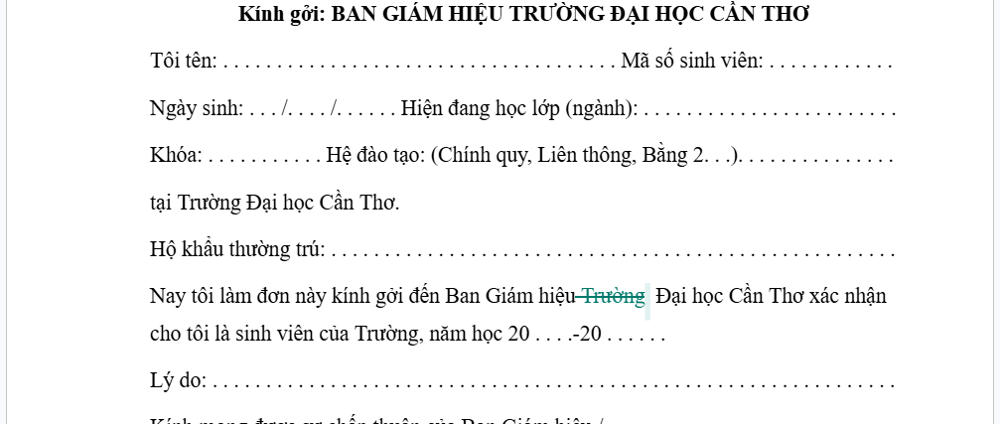 Kính gởi: BAN GIÁM HIỆU TRƯỜNG ĐẠI HỌC CẦN THƠ
Tôi tên: . . . . . . . . . . . . . . . . . . . . . . . . . . . . . . . . . . . . . Mã số sinh viên: . . . . . . . . . . . .
Ngày sinh: . . . /. . . . /. . . . . . Hiện đang học lớp (ngành): . . . . . . . . . . . . . . . . . . . . . . . .
Khóa: . . . . . . . . . . . Hệ đào tạo: (Chính quy, Liên thông, Bằng 2. . .). . . . . . . . . . . . . . .
tại Trường Đại học Cần Thơ.
Hộ khẩu thường trú: . . . . . . . . . . . . . . . . . . . . . . . . . . . . . . . . . . . . . . . . . . . . . . . . . . . . .
Nay tôi làm đơn này kính gởi đến Ban Giám hiệu Trường Đại học Cần Thơ xác nhận
cho tôi là sinh viên của Trường, năm học 20 . . . .-20 . . . . . .
Lý do: . . . . . . . . . . . . . . . . . . . . . . . . . . . . . . . . . . . . . . . . . . . . . . . . . . . . . . . . . . . . . . . .